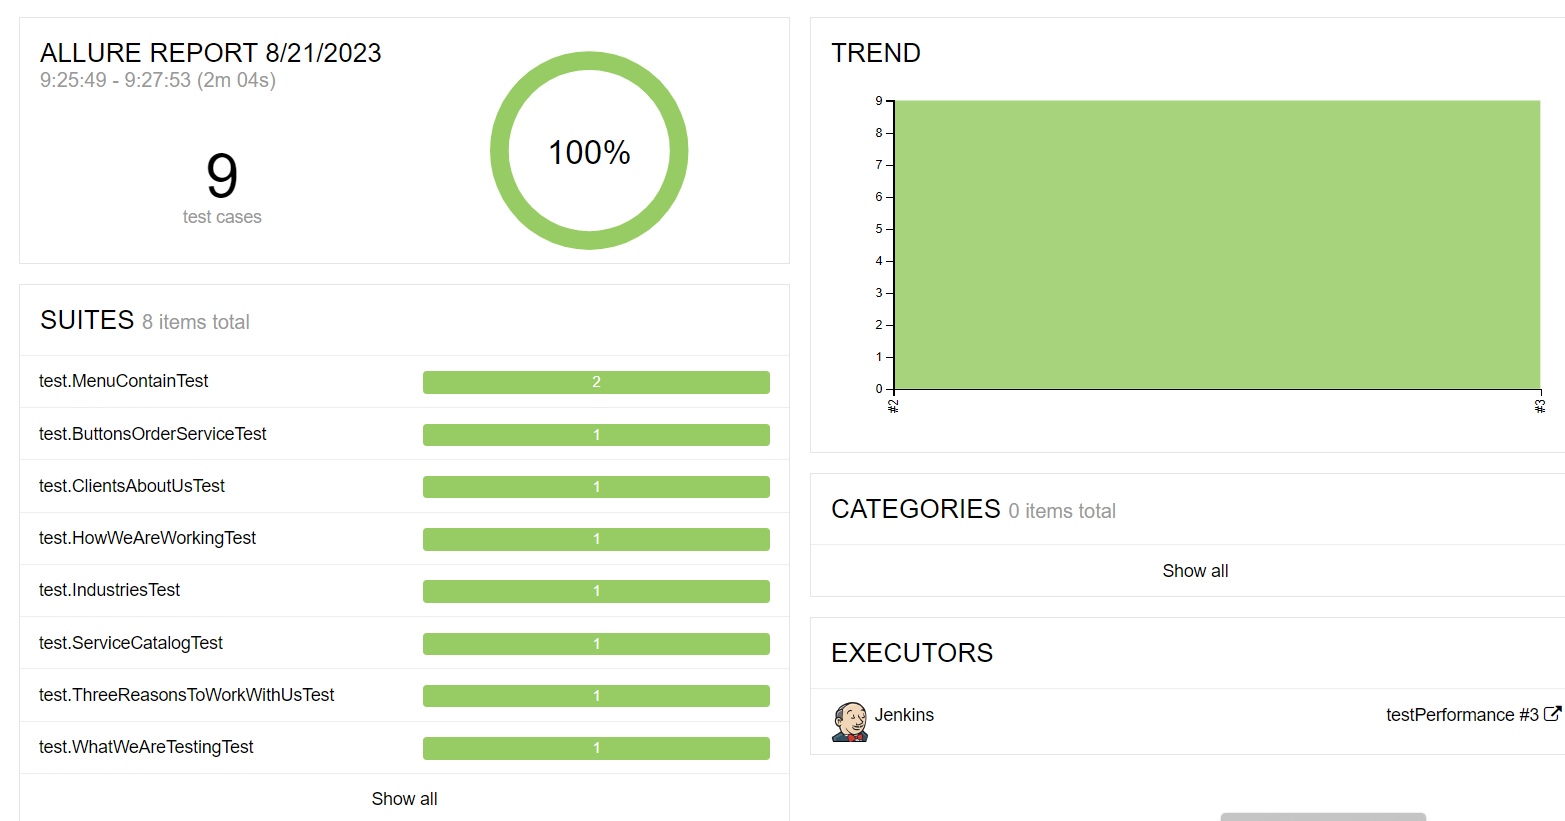 ALLURE REPORT 8/21/2023
9:25:49 - 9:27:53 (2m 04s)
9
test cases
100%
SUITES 8 items total
test.MenuContainTest 2
test.ButtonsOrderServiceTest 1
test.ClientsAboutUsTest 1
test.HowWeAreWorkingTest 1
test.IndustriesTest 1
test.ServiceCatalogTest 1
test.ThreeReasonsToWorkWithUsTest 1
test.WhatWeAreTestingTest 1
Show all
TREND
9
8
7
6
5
4
3
2
1
0
#2
#3
CATEGORIES 0 items total
Show all
EXECUTORS
Jenkins testPerformance #3